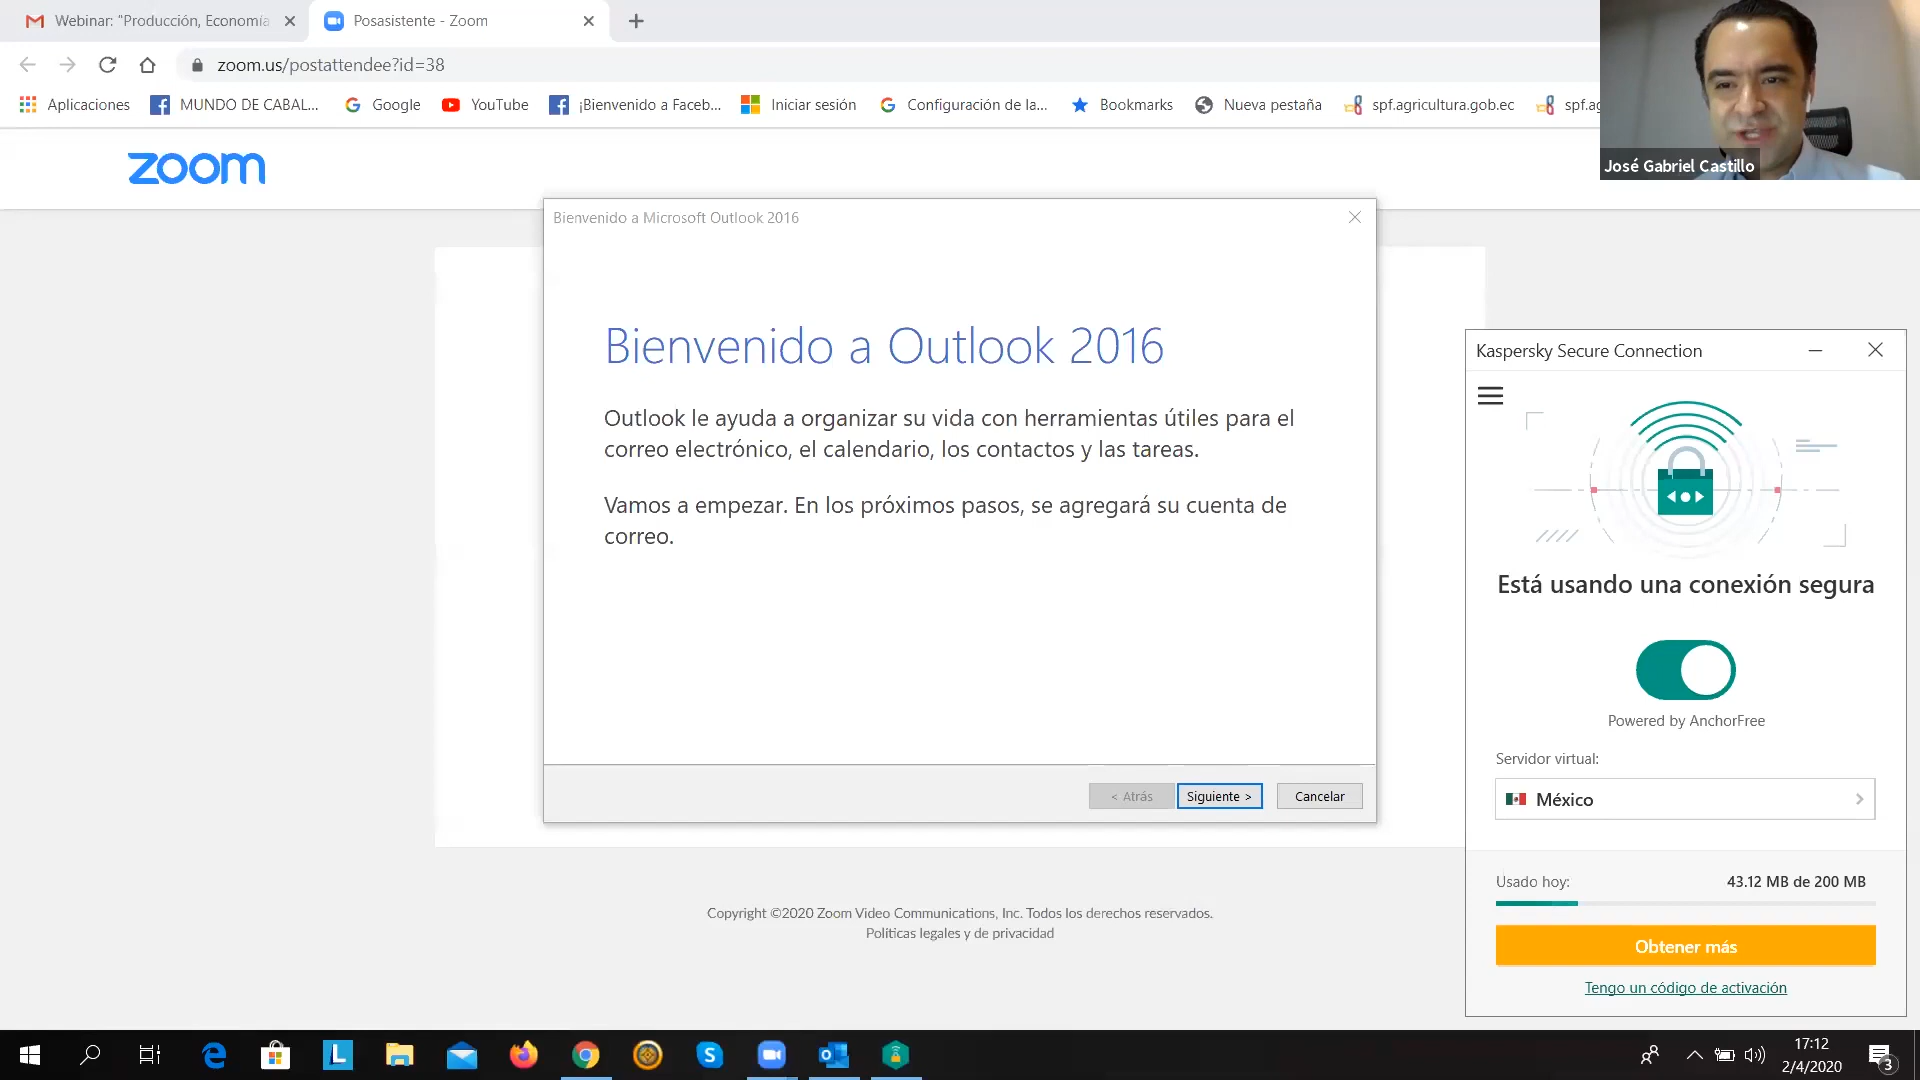 Webinar: "Producción, Economía
Posasistente - Zoom
zoom.us/postattendee?id=38
Aplicaciones
MUNDO DE CABAL...
Google
YouTube
¡Bienvenido a Faceb...
Iniciar sesión
Configuración de la...
Bookmarks
Nueva pestaña
spf.agricultura.gob.ec
spf.ag
José Gabriel Castillo
zoom
Bienvenido a Microsoft Outlook 2016
Bienvenido a Outlook 2016
Outlook le ayuda a organizar su vida con herramientas útiles para el
correo electrónico, el calendario, los contactos y las tareas.
Vamos a empezar. En los próximos pasos, se agregará su cuenta de
correo.
< Atrás
Siguiente >
Cancelar
Kaspersky Secure Connection
Está usando una conexión segura
Powered by AnchorFree
Servidor virtual:
México
Usado hoy:
43.12 MB de 200 MB
Obtener más
Tengo un código de activación
Copyright ©2020 Zoom Video Communications, Inc. Todos los derechos reservados.
Políticas legales y de privacidad
17:12
2/4/2020
3